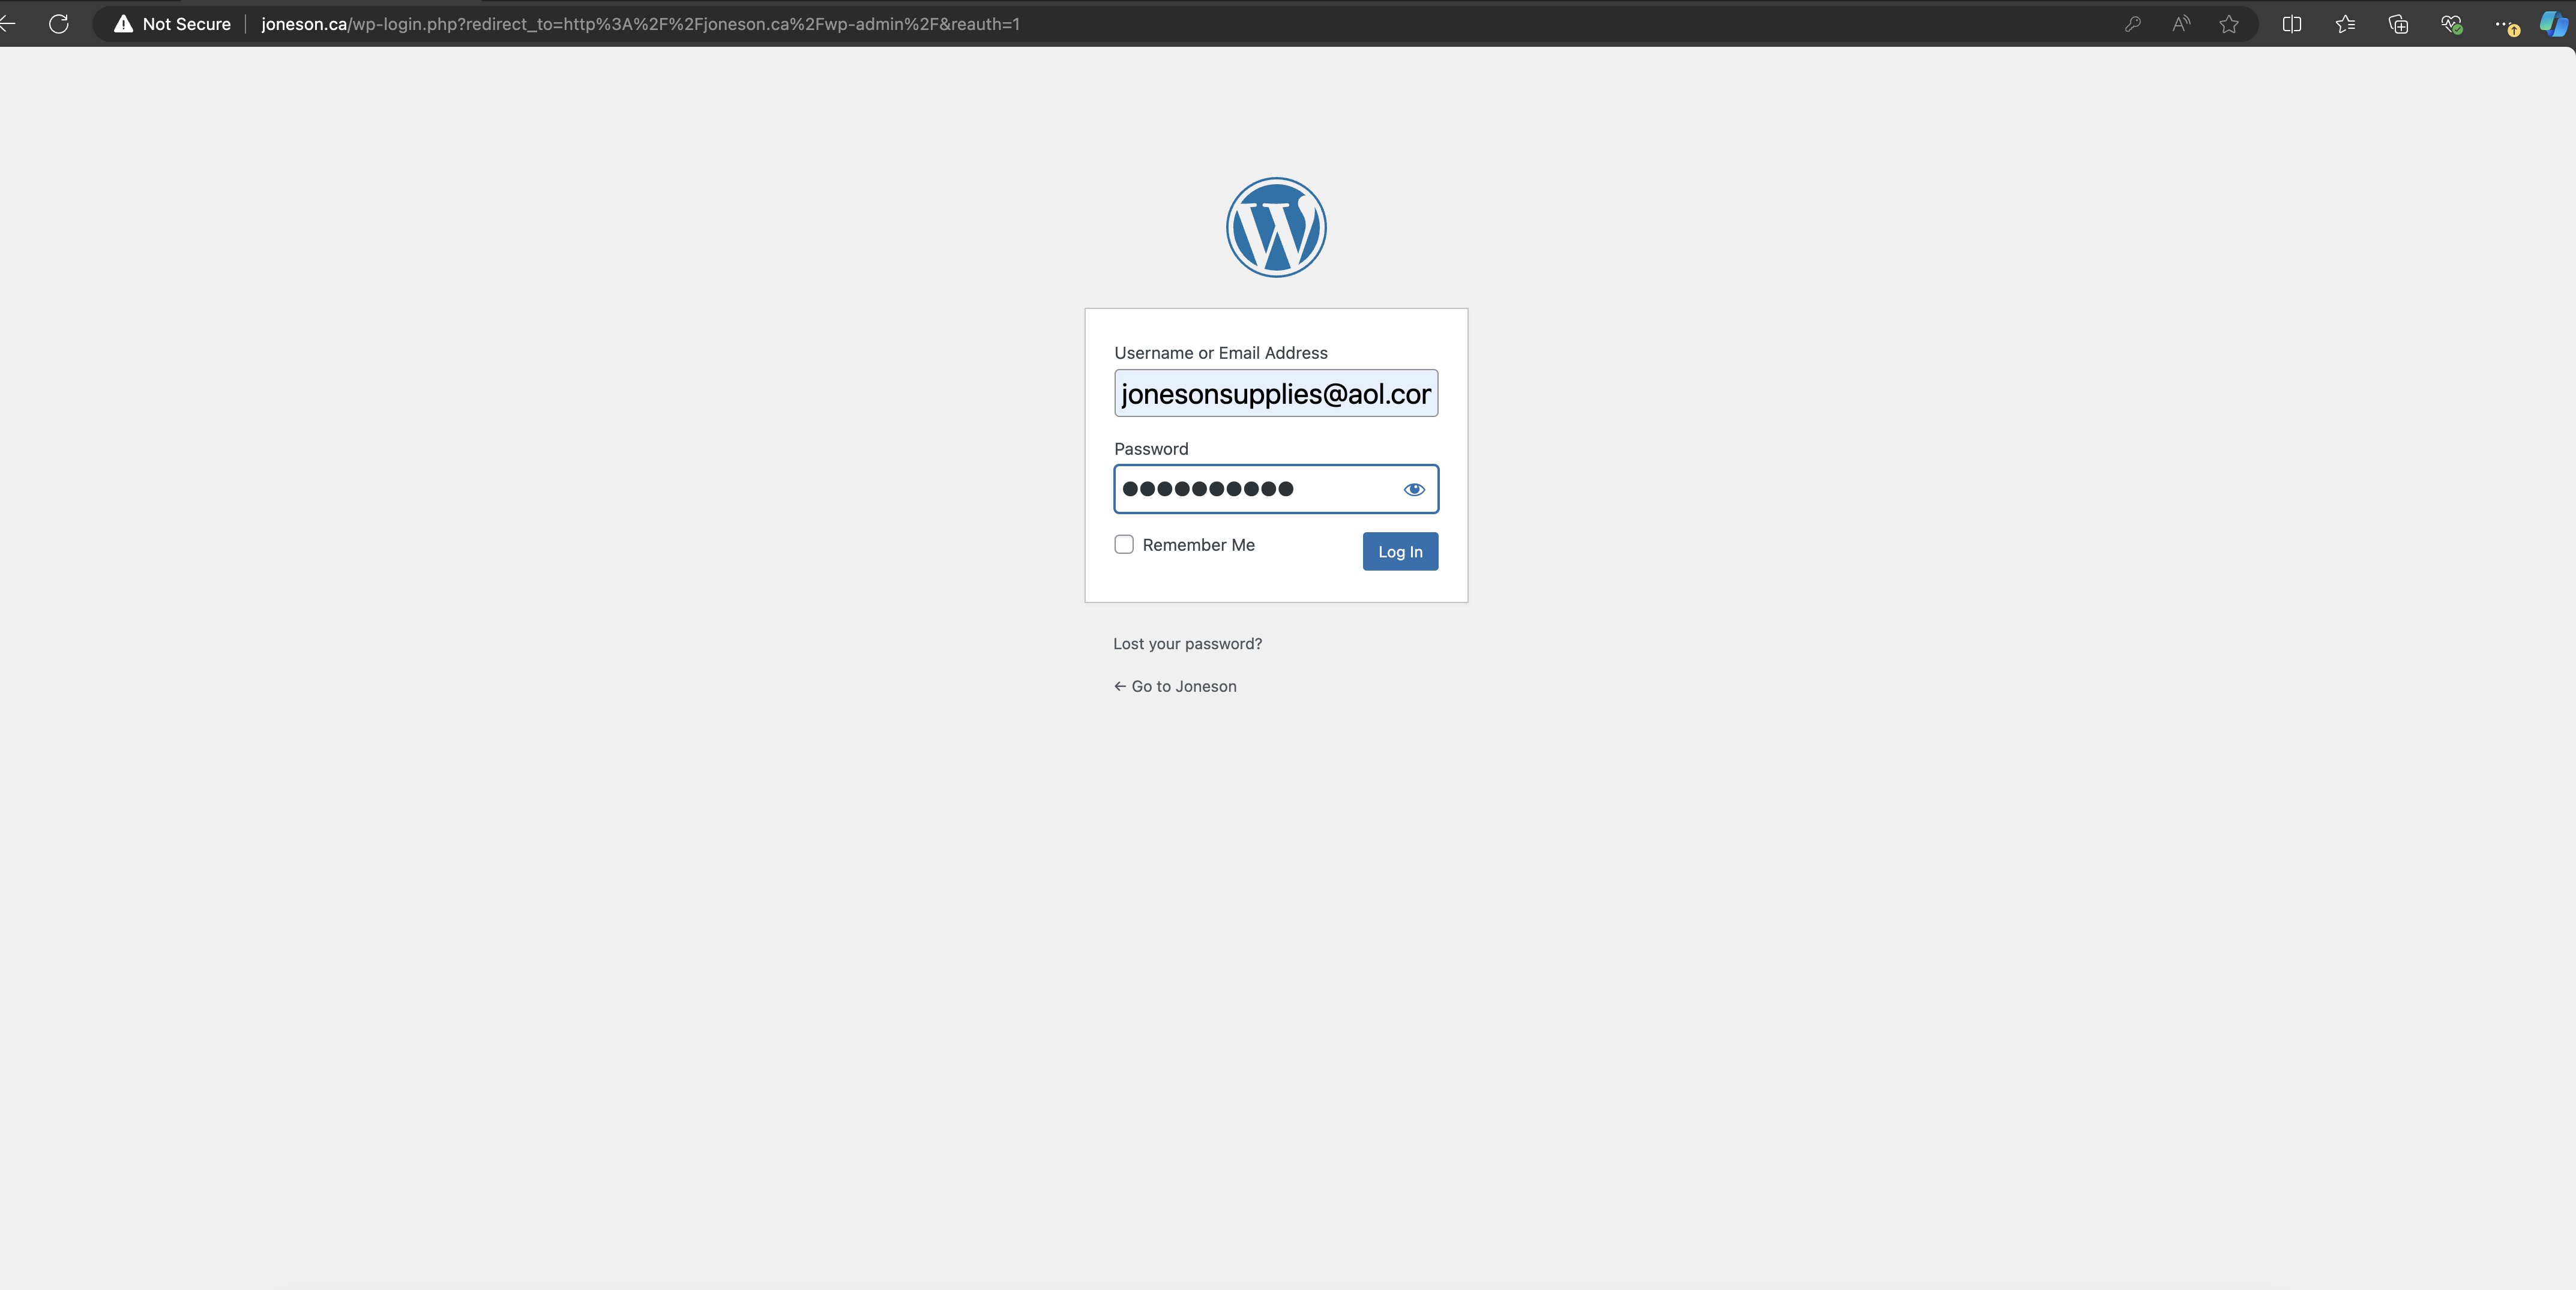 Not Secure joneson.ca/wp-login.php?redirect_to=http%3A%2F%2Fjoneson.ca%2Fwp-admin%2F&reauth=1
Username or Email Address
jonesonsupplies@aol.com
Password
Remember Me
Log In
Lost your password?
← Go to Joneson